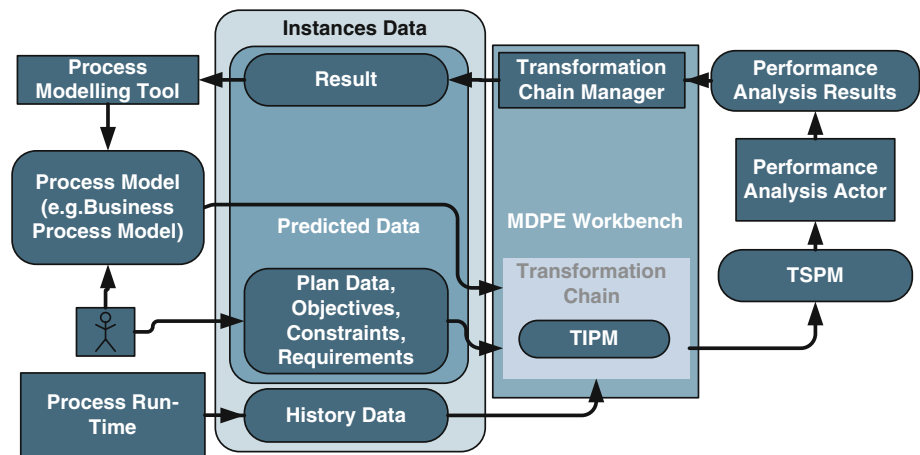 Instances Data
Process
Modelling Tool
Result
Transformation
Chain Manager
Performance
Analysis Results
Process Model
(e.g.Business
Process Model)
Performance
Analysis Actor
Predicted Data
MDPE Workbench
Plan Data,
Objectives,
Constraints,
Requirements
Transformation
Chain
TIPM
TSPM
Process Run-
Time
History Data